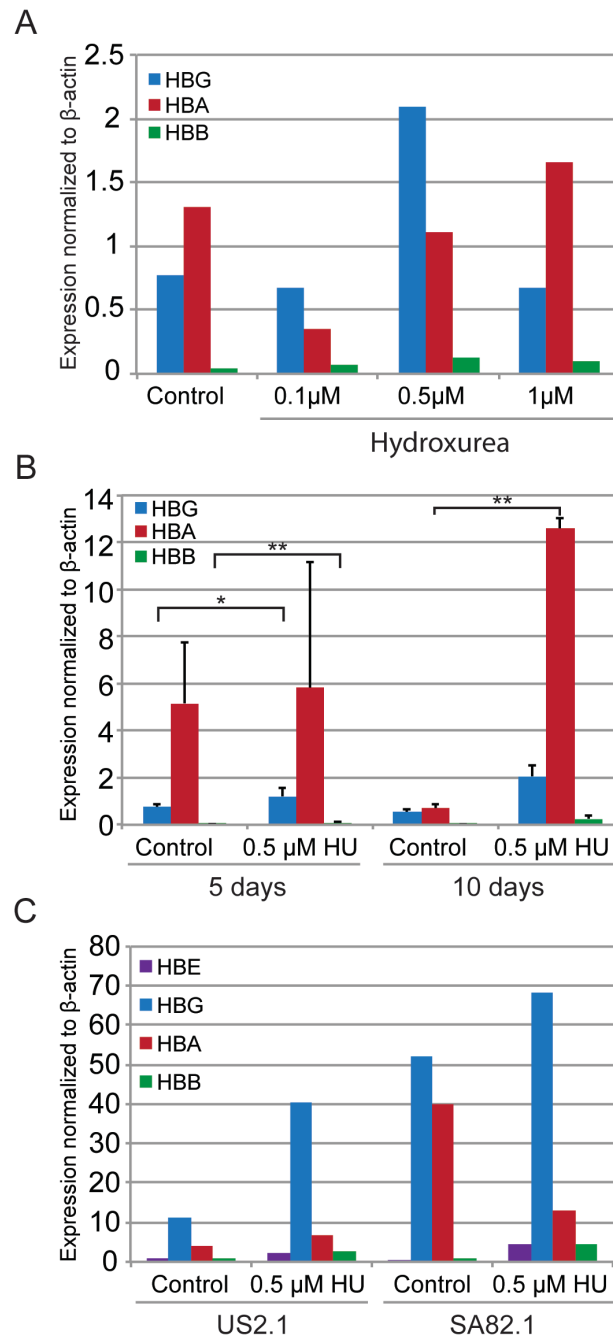 A
Expression normalized to β-actin
2.5
2
1.5
1
0.5
0
HBG
HBA
HBB
Control 0.1µM 0.5µM 1µM
Hydroxurea
B
Expression normalized to β-actin
14
12
10
8
6
4
2
0
HBG
HBA
HBB
**
**
*
Control 0.5 µM HU Control 0.5 µM HU
5 days 10 days
C
Expression normalized to β-actin
80
70
60
50
40
30
20
10
0
HBE
HBG
HBA
HBB
Control 0.5 µM HU Control 0.5 µM HU
US2.1 SA82.1